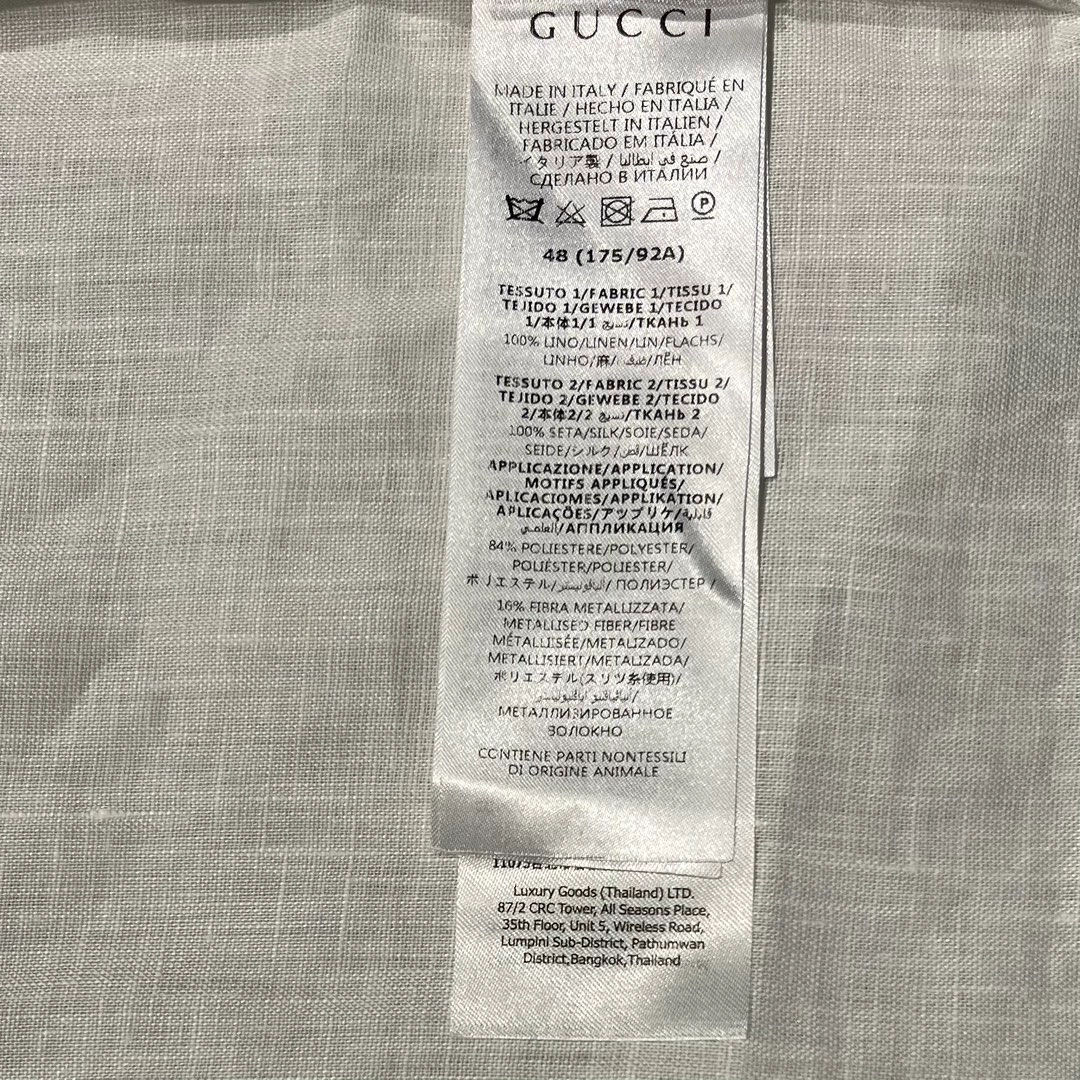 GUCCI
MADE IN ITALY / FABRIQUÉ EN
ITALIE / HECHO EN ITALIA /
HERGESTELT IN ITALIEN /
FABRICADO EM ITÁLIA /
イタリア製 / صنع في ايطاليا /
СДЕЛАНО В ИТАЛИИ
P
48 (175/92A)
TESSUTO 1/FABRIC 1/TISSU 1/
TEJIDO 1/GEWEBE 1/TECIDO
1/本体1/1 نسيج/ТКАНЬ 1
100% LINO/LINEN/LIN/FLACHS/
LINHO/麻/ /ЛЁН
TESSUTO 2/FABRIC 2/TISSU 2/
TEJIDO 2/GEWEBE 2/TECIDO
2/本体2/2 نسيج/ТКАНЬ 2
100% SETA/SILK/SOIE/SEDA/
SEIDE/シルク/ /ШЁЛК
APPLICAZIONE/APPLICATION/
MOTIFS APPLIQUÉS/
APLICACIOMES/APPLIKATION/
APLICAÇÕES/アップリケ/
/АППЛИКАЦИЯ
84% POLIESTERE/POLYESTER/
POLIÉSTER/POLIESTER/
ポリエステル/ / ПОЛИЭСТЕР /
16% FIBRA METALLIZZATA/
METALLISED FIBER/FIBRE
MÉTALLISÉE/METALIZADO/
METALLISIERT/METALIZADA/
ポリエステル(スリツ糸使用)/
МЕТАЛЛИЗИРОВАННОЕ
ВОЛОКНО
CONTIENE PARTI NONTESSILI
DI ORIGINE ANIMALE
Luxury Goods (Thailand) LTD.
87/2 CRC Tower, All Seasons Place,
35th Floor, Unit 5, Wireless Road,
Lumpini Sub-District, Pathumwan
District,Bangkok,Thailand